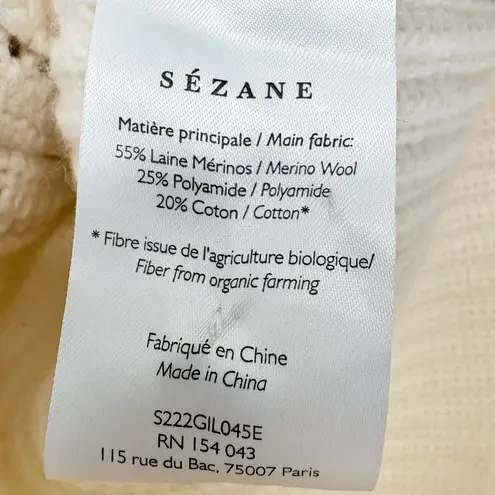 SÉZANE
Matière principale / Main fabric:
55% Laine Mérinos / Merino Wool
25% Polyamide / Polyamide
20% Coton / Cotton*
* Fibre issue de l'agriculture biologique/
Fiber from organic farming
Fabriqué en Chine
Made in China
S222GIL045E
RN 154 043
115 rue du Bac, 75007 Paris